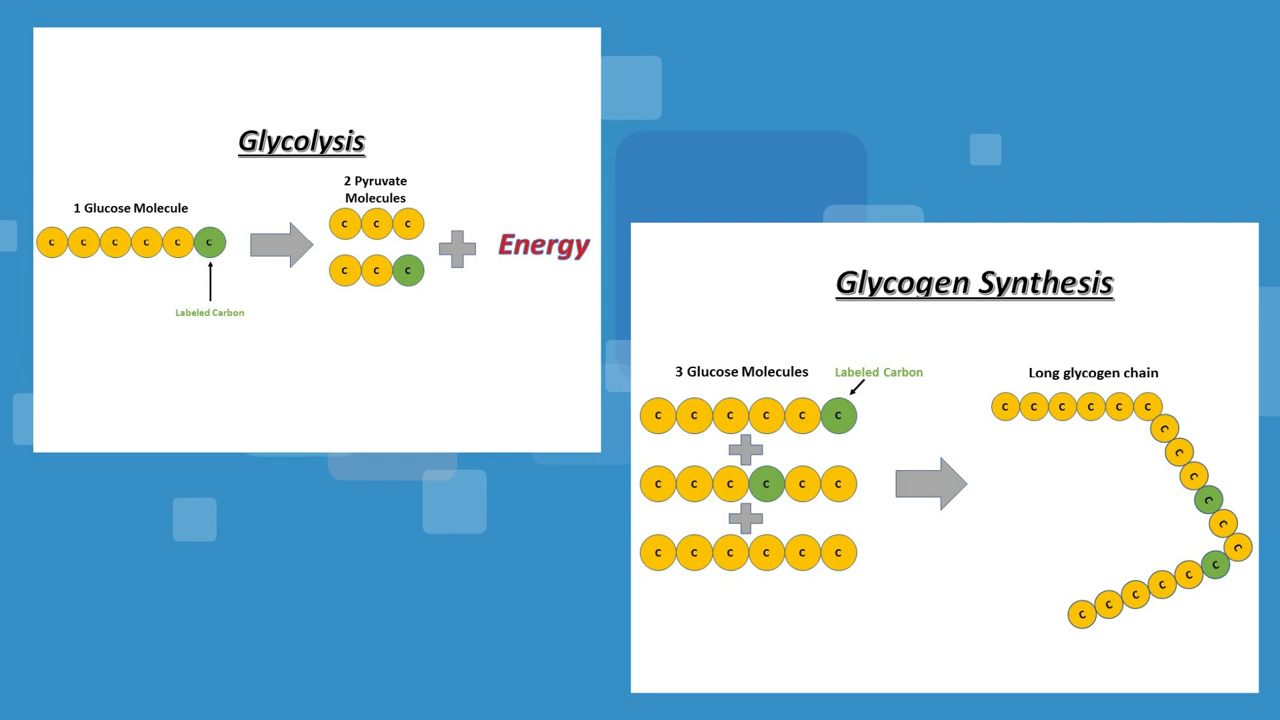 Glycolysis
2 Pyruvate
Molecules
1 Glucose Molecule
C C C
C C C C C C
Energy
C C C
Labeled Carbon
Glycogen Synthesis
3 Glucose Molecules
Labeled Carbon
Long glycogen chain
C C C C C C
C C C C C C
C
C
C
C C C C C C
C
C
C
C C C C C C
C C C C C C